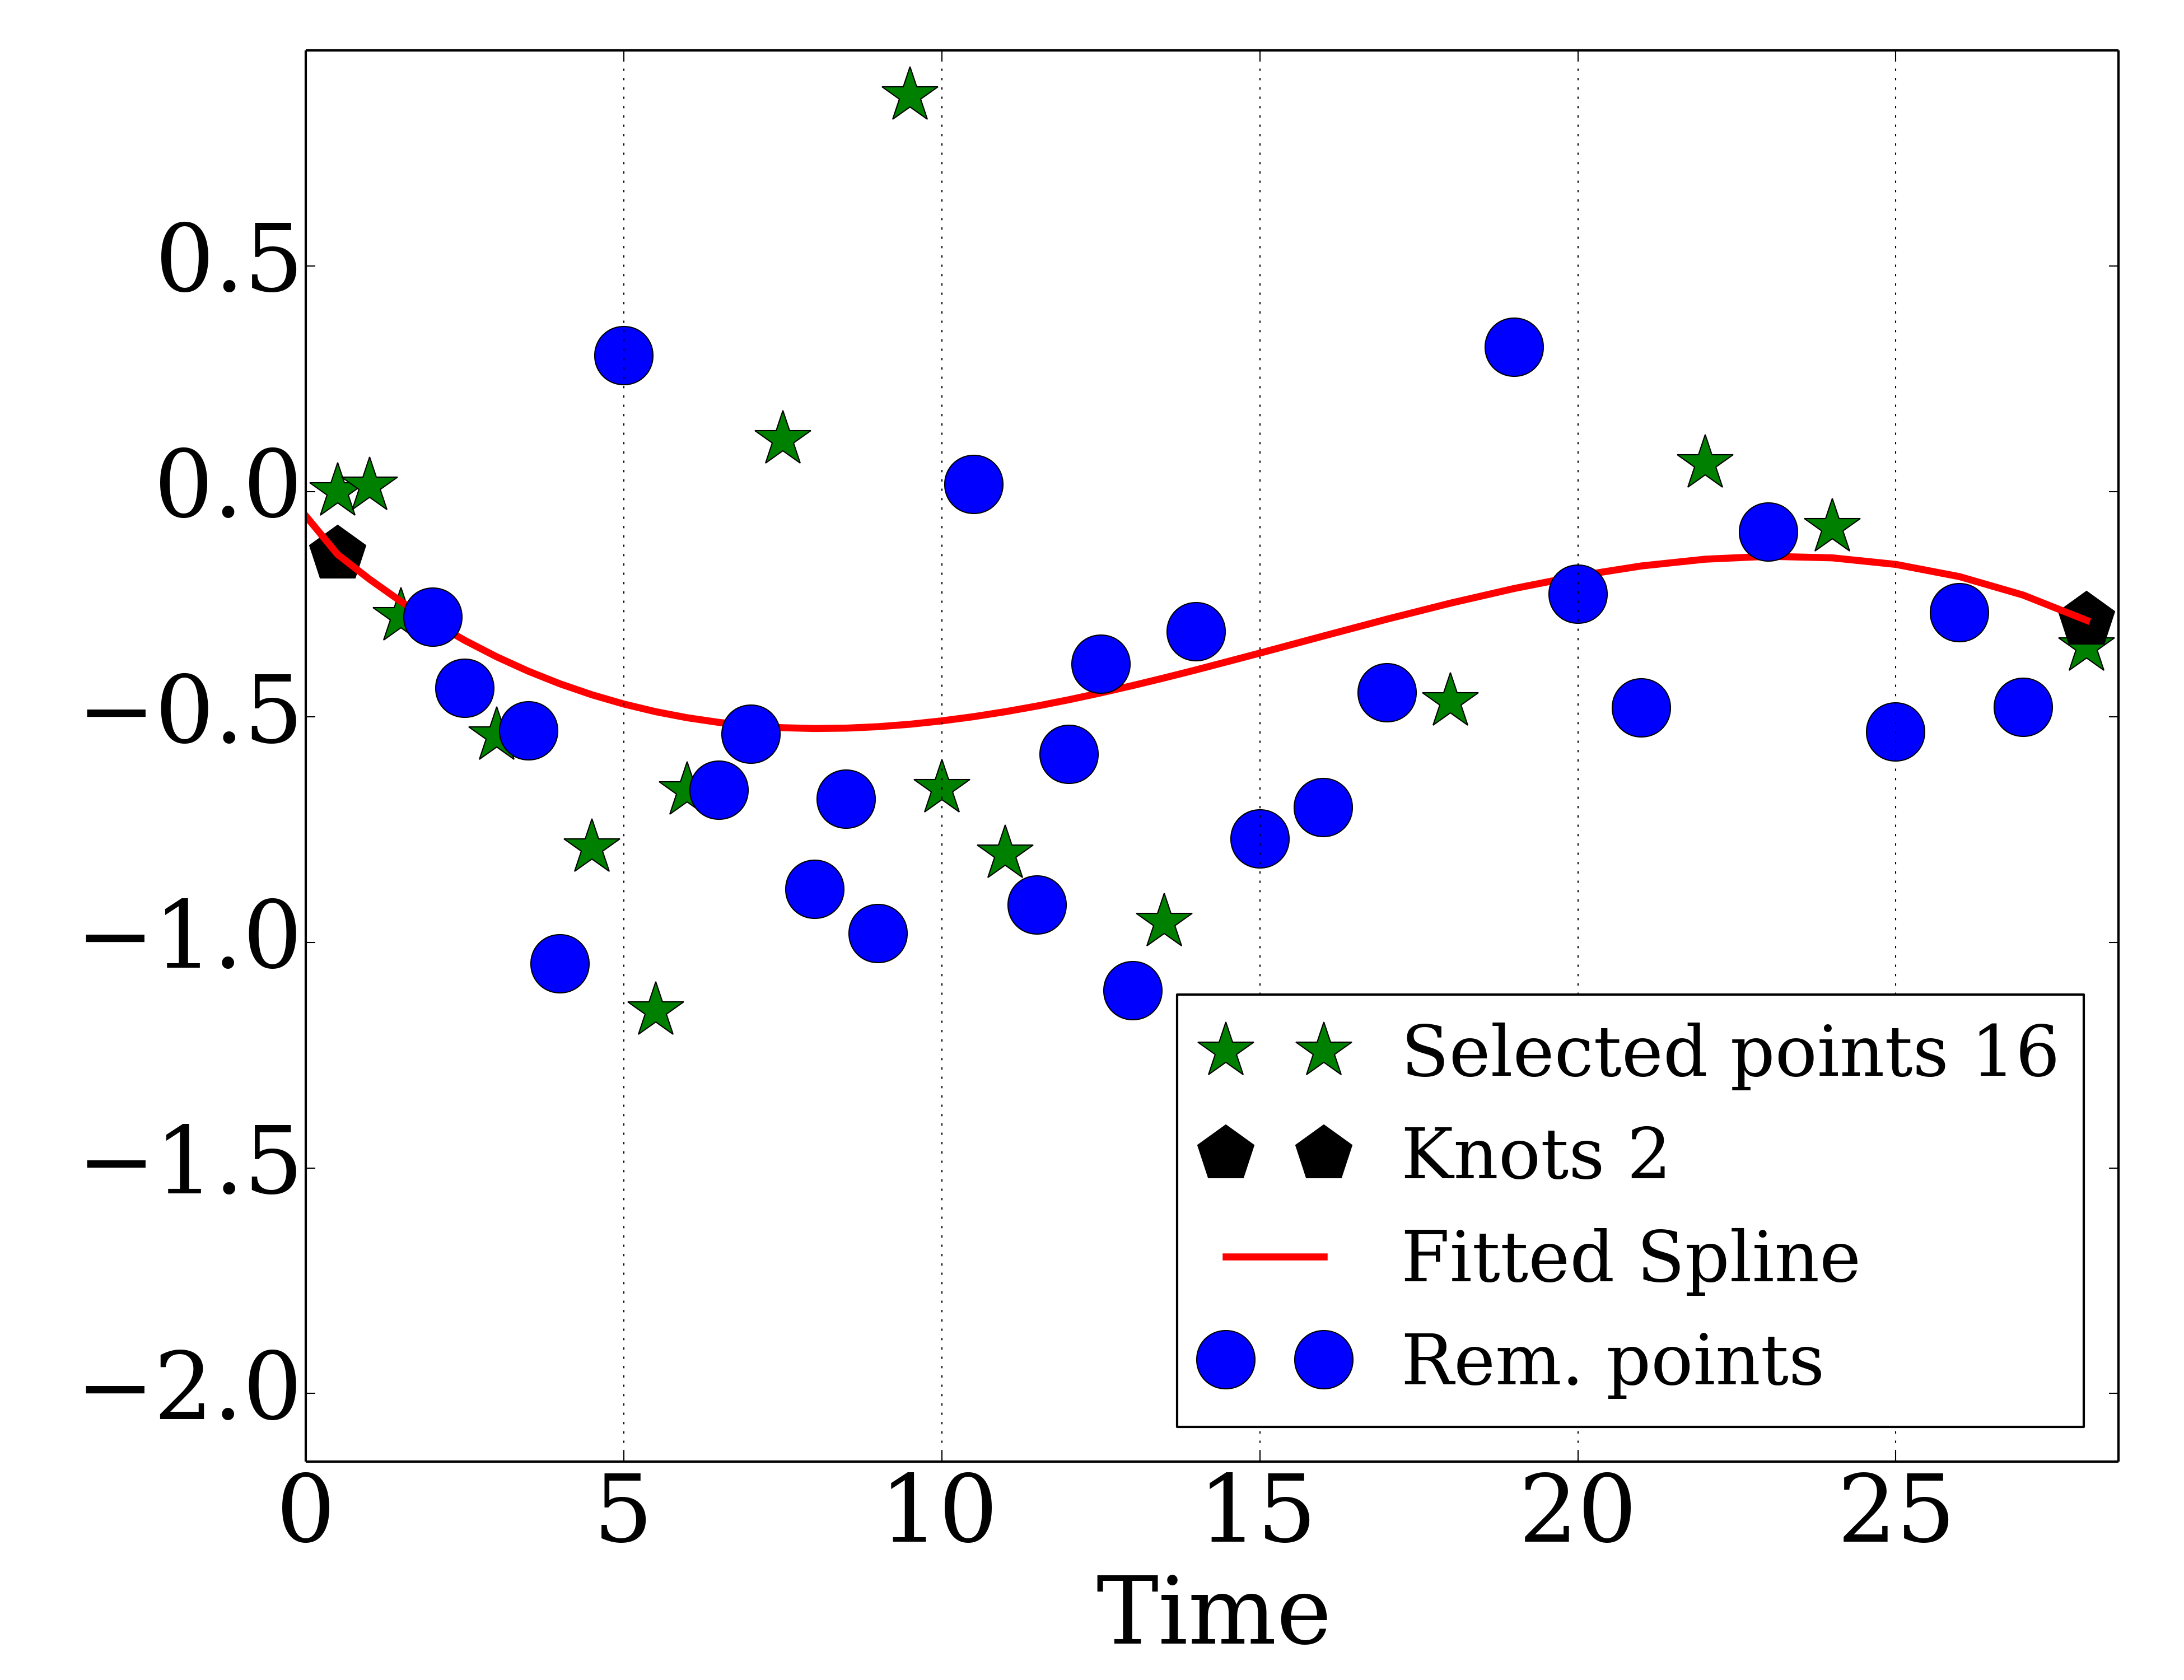 0.5
0.0
−0.5
−1.0
−1.5
−2.0
0 5 10 15 20 25
Time
Selected points 16
Knots 2
Fitted Spline
Rem. points